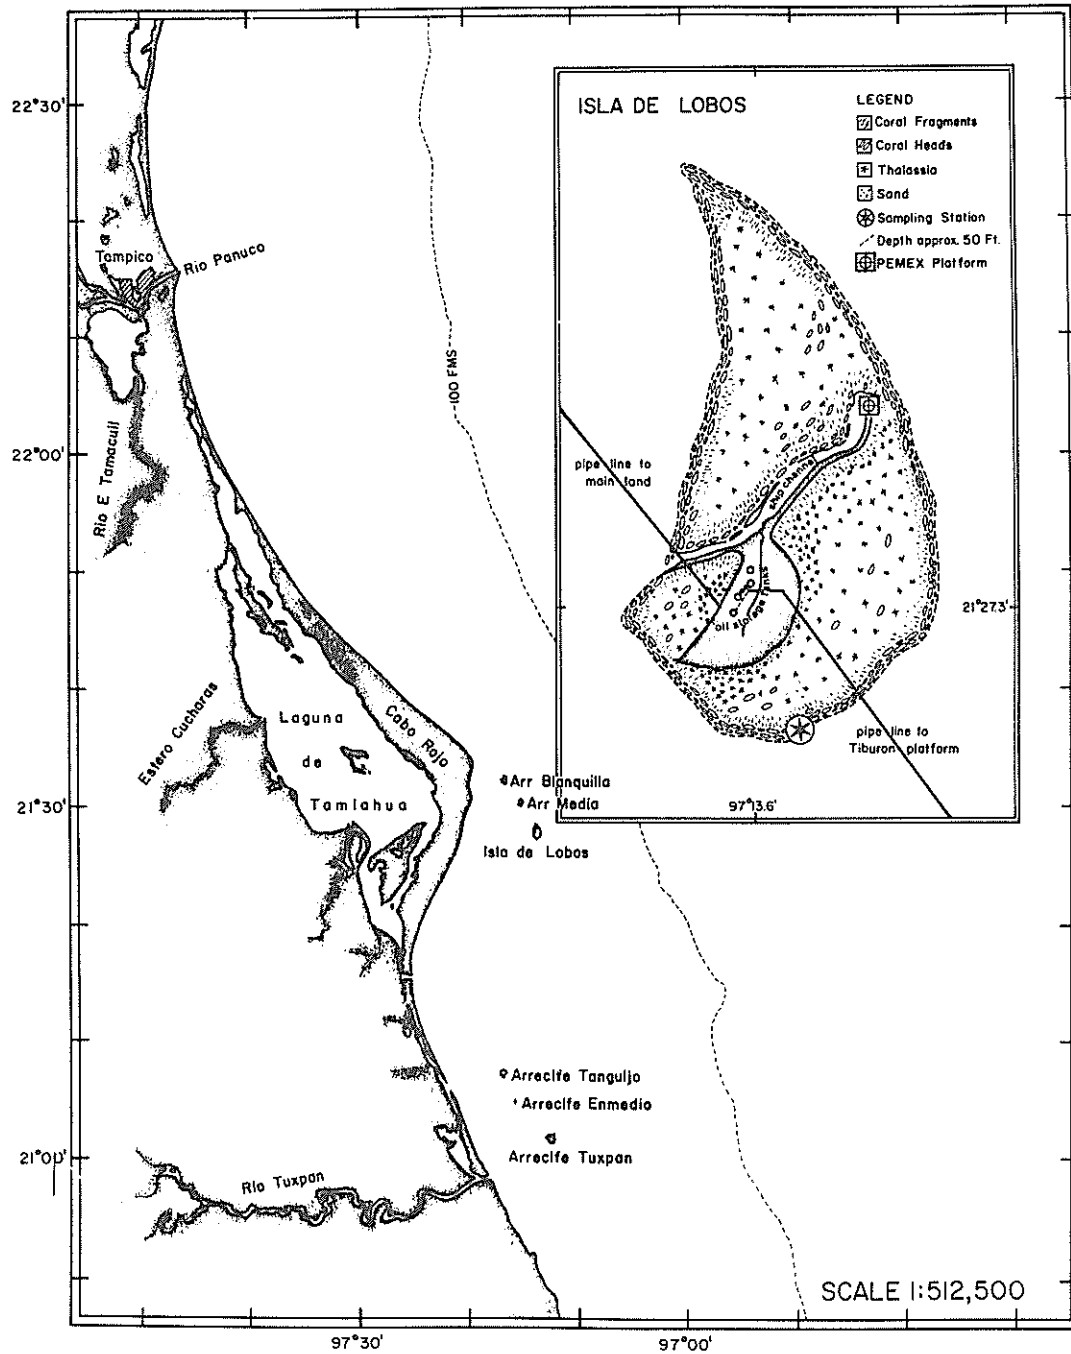 22°30'
22°00'
21°30'
21°00'
97°30'
97°00'
Tampico
Rio Panuco
Rio E Tamacuil
100 FMS
Estero Cucharas
Laguna
de
Tamiahua
Cabo Rojo
Arr Blanquilla
Arr Media
Isla de Lobos
Arrecife Tanguijo
Arrecife Enmedio
Arrecife Tuxpan
Rio Tuxpan
SCALE 1:512,500
ISLA DE LOBOS
LEGEND
Coral Fragments
Coral Heads
Thalassia
Sand
Sampling Station
Depth approx. 50 Ft.
PEMEX Platform
pipe line to
main land
ship channel
oil storage tanks
21°27.3'
pipe line to
Tiburon platform
97°13.6'